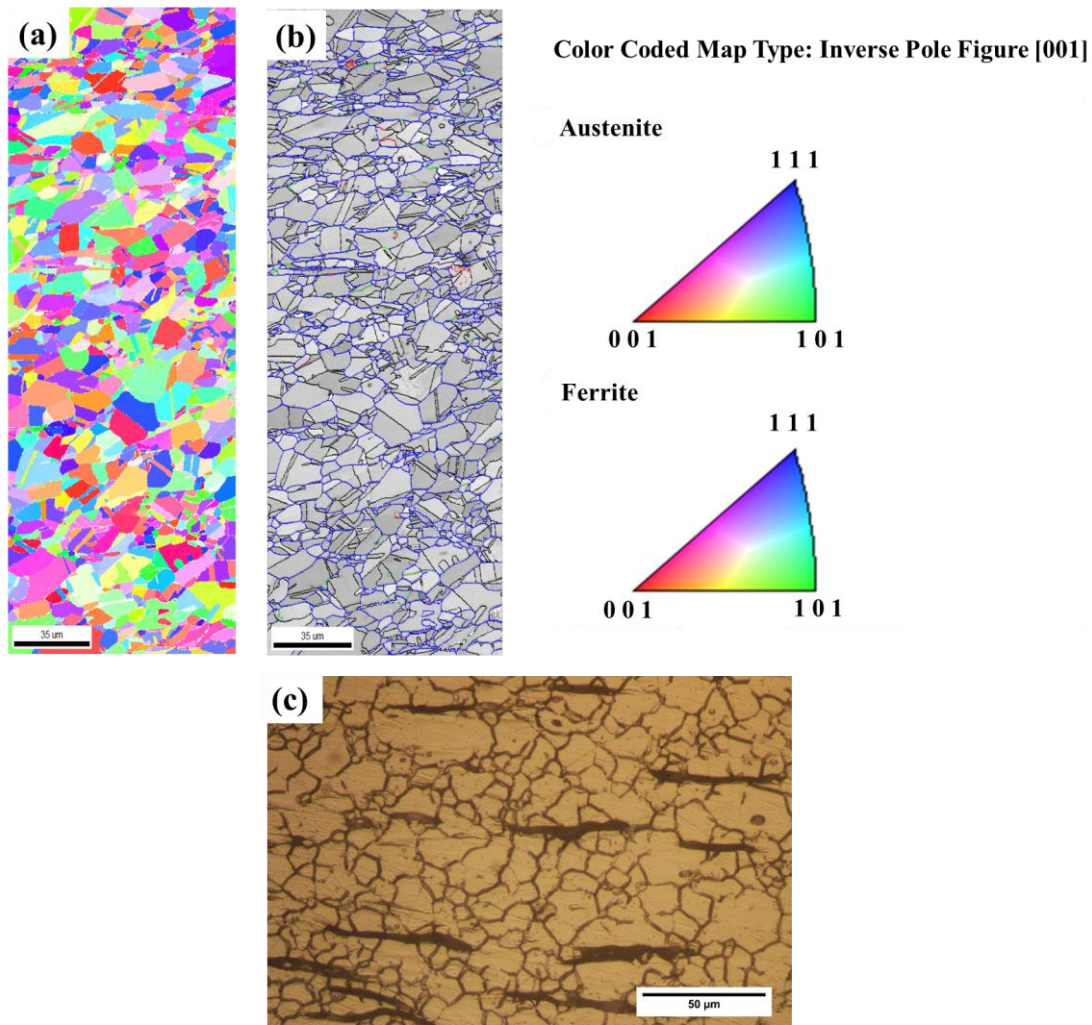 (a)
(b)
Color Coded Map Type: Inverse Pole Figure [001]
Austenite
1 1 1
0 0 1
1 0 1
Ferrite
1 1 1
0 0 1
1 0 1
35 um
35 um
(c)
50 µm